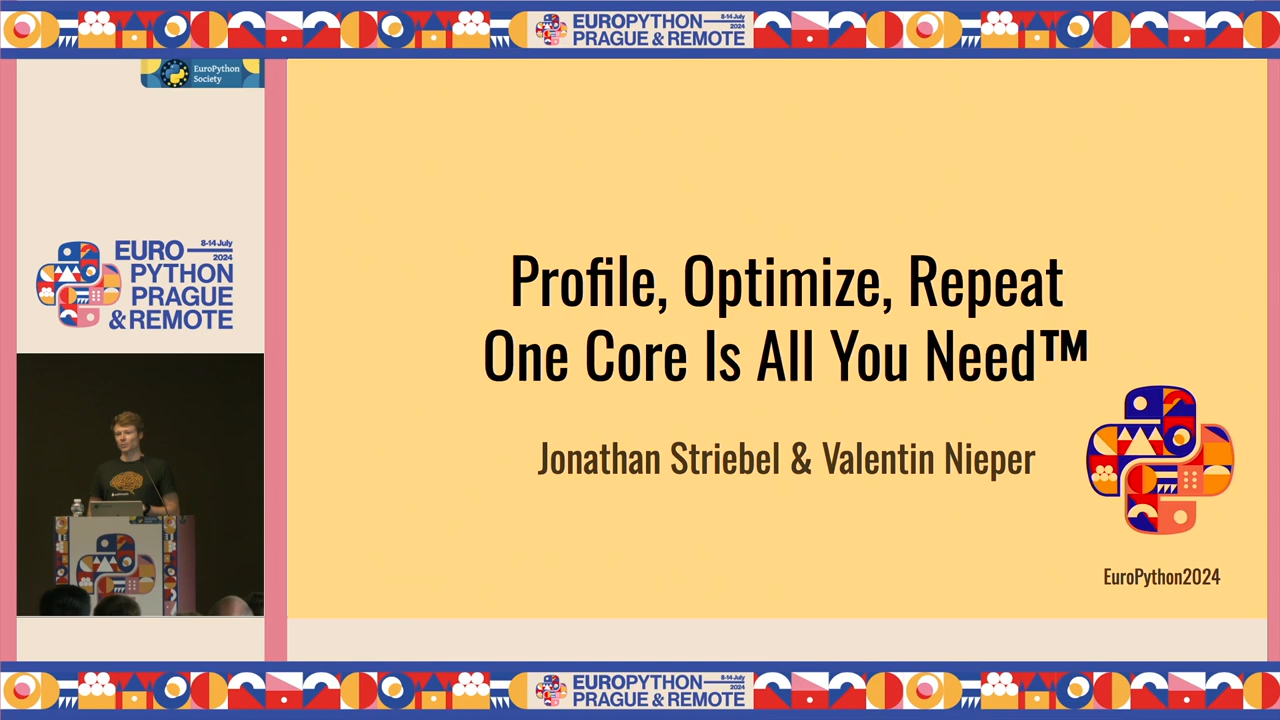 EUROPYTHON
8-14 July
2024
PRAGUE & REMOTE
EuroPython
Society
EURO
8-14 July
2024
PYTHON
PRAGUE
& REMOTE
Profile, Optimize, Repeat
One Core Is All You Need™
Jonathan Striebel & Valentin Nieper
EuroPython2024
EUROPYTHON
8-14 July
2024
PRAGUE & REMOTE